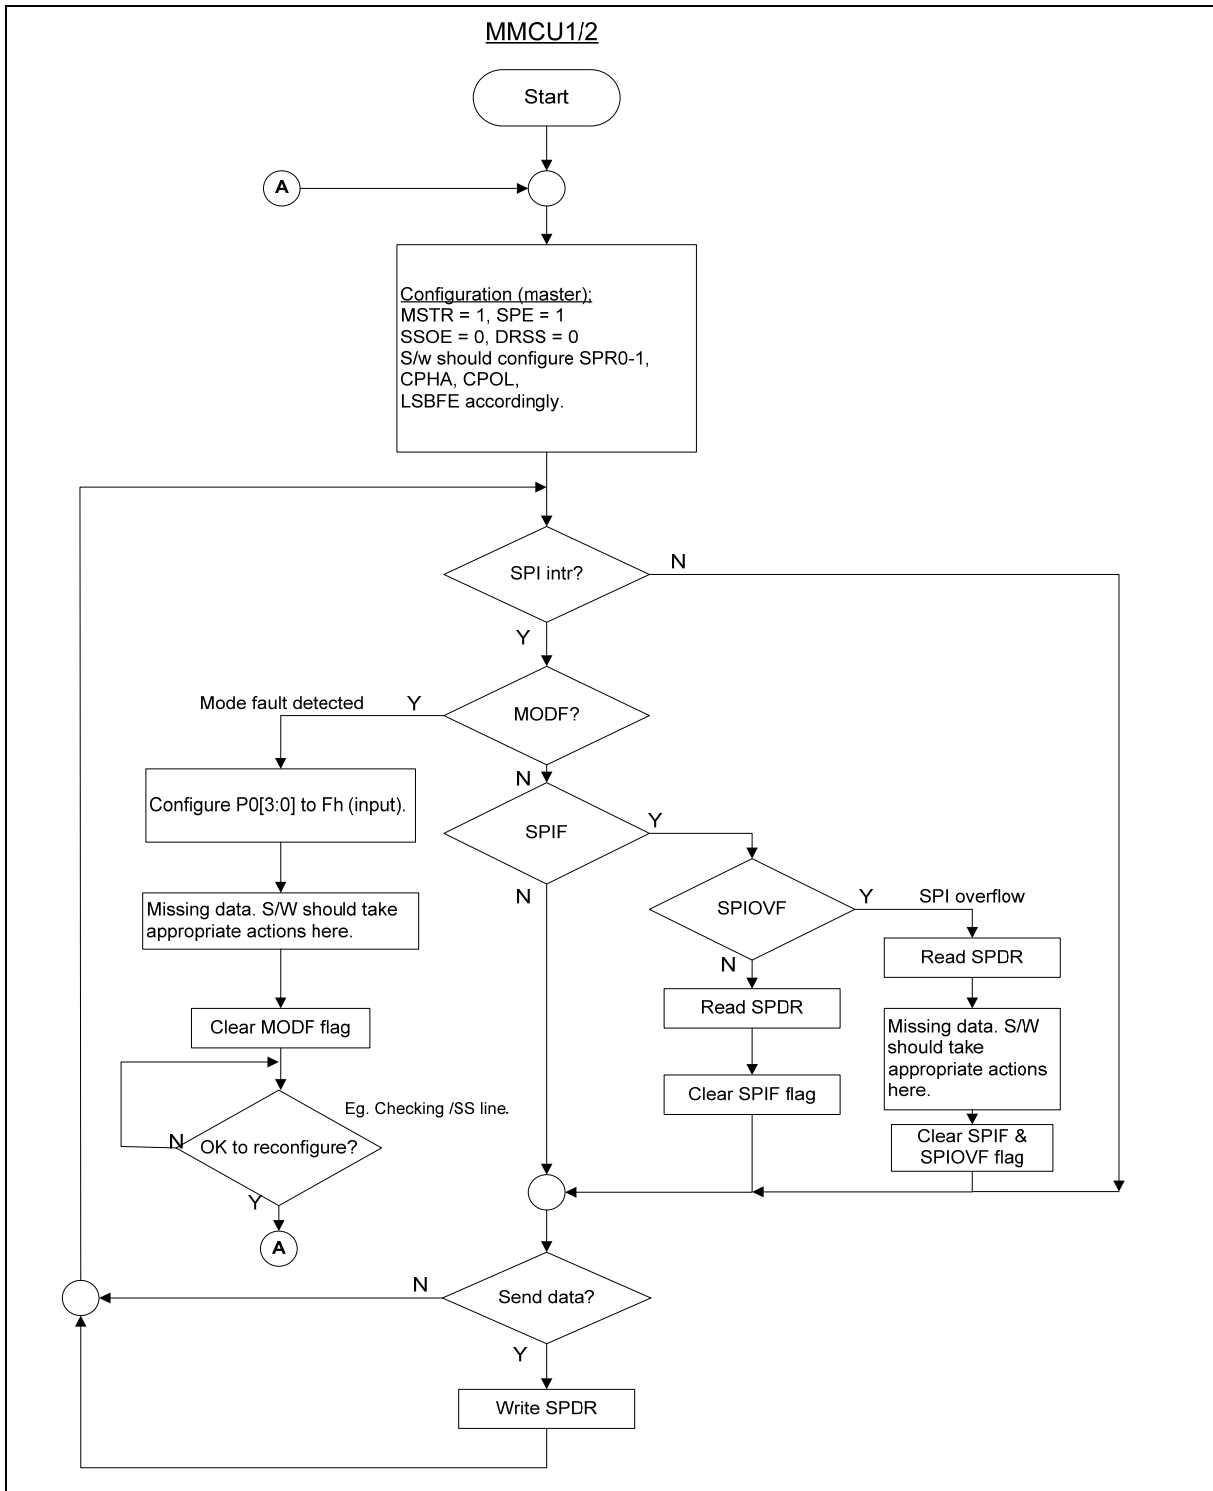 MMCU1/2
Start
A
Configuration (master):
MSTR = 1, SPE = 1
SSOE = 0, DRSS = 0
S/w should configure SPR0-1,
CPHA, CPOL,
LSBFE accordingly.
SPI intr?
N
Y
Mode fault detected
Y
MODF?
N
Configure P0[3:0] to Fh (input).
SPIF
Y
N
Missing data. S/W should take
appropriate actions here.
SPIOVF
Y
SPI overflow
N
Read SPDR
Read SPDR
Clear MODF flag
Missing data. S/W
should take
appropriate actions
here.
Clear SPIF flag
Eg. Checking /SS line.
OK to reconfigure?
N
Y
Clear SPIF &
SPIOVF flag
A
Send data?
N
Y
Write SPDR